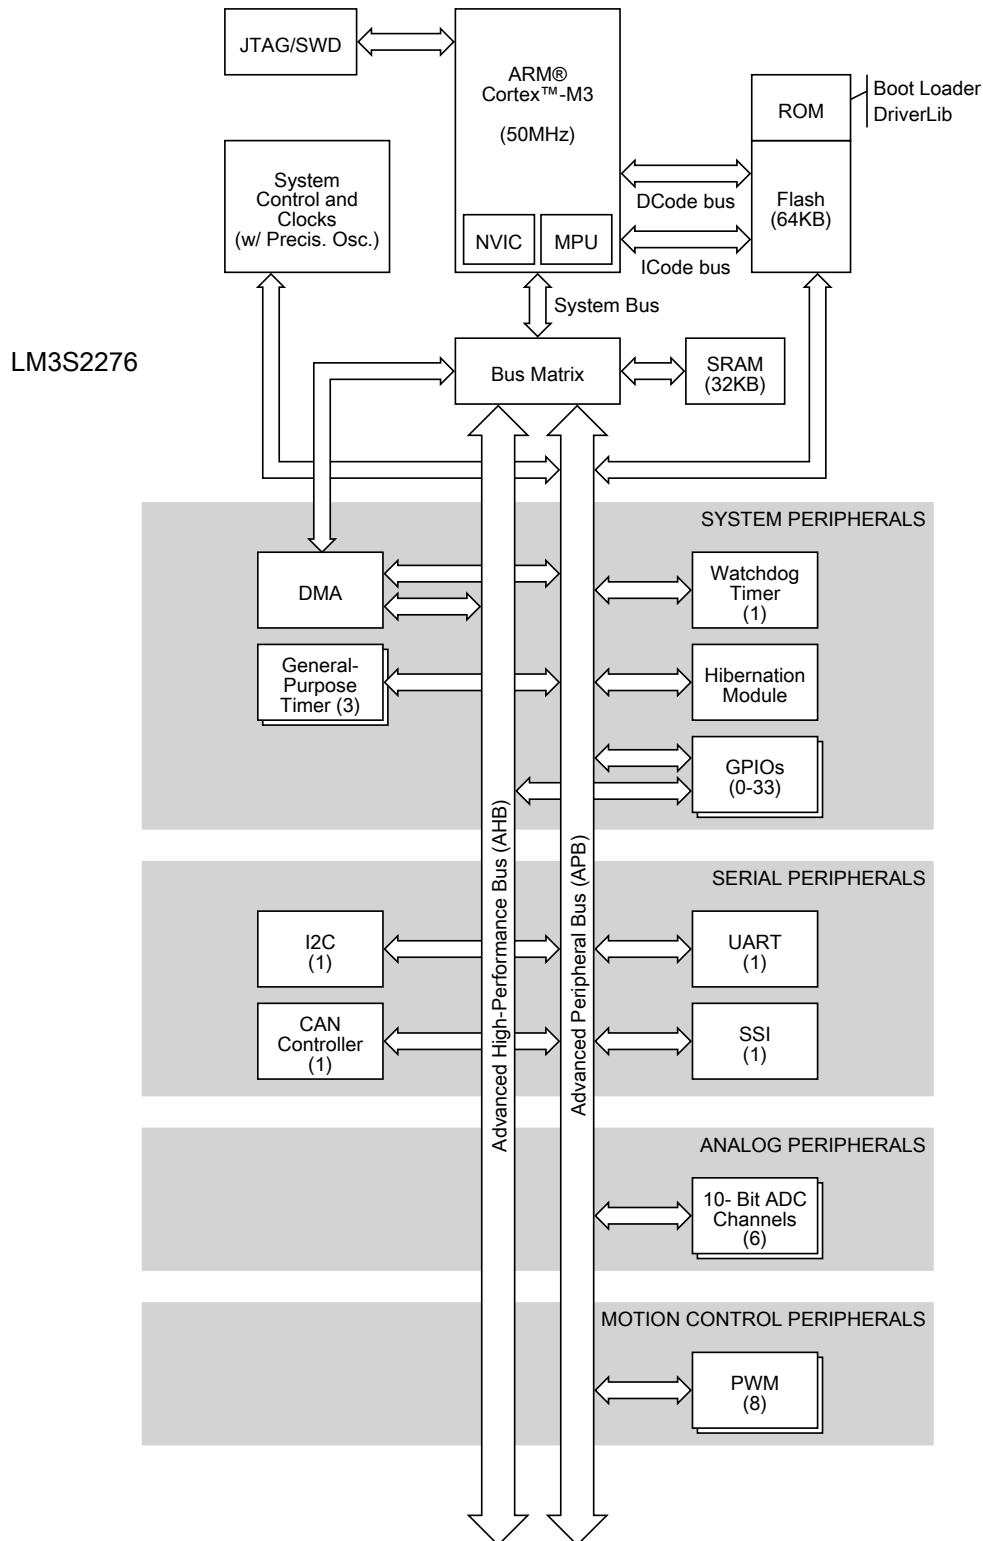 JTAG/SWD
ARM®
Cortex™-M3
(50MHz)
NVIC
MPU
ROM
Boot Loader
DriverLib
Flash
(64KB)
DCode bus
ICode bus
System
Control and
Clocks
(w/ Precis. Osc.)
System Bus
LM3S2276
Bus Matrix
SRAM
(32KB)
SYSTEM PERIPHERALS
DMA
Watchdog
Timer
(1)
General-
Purpose
Timer (3)
Hibernation
Module
GPIOs
(0-33)
Advanced High-Performance Bus (AHB)
Advanced Peripheral Bus (APB)
SERIAL PERIPHERALS
I2C
(1)
UART
(1)
CAN
Controller
(1)
SSI
(1)
ANALOG PERIPHERALS
10- Bit ADC
Channels
(6)
MOTION CONTROL PERIPHERALS
PWM
(8)